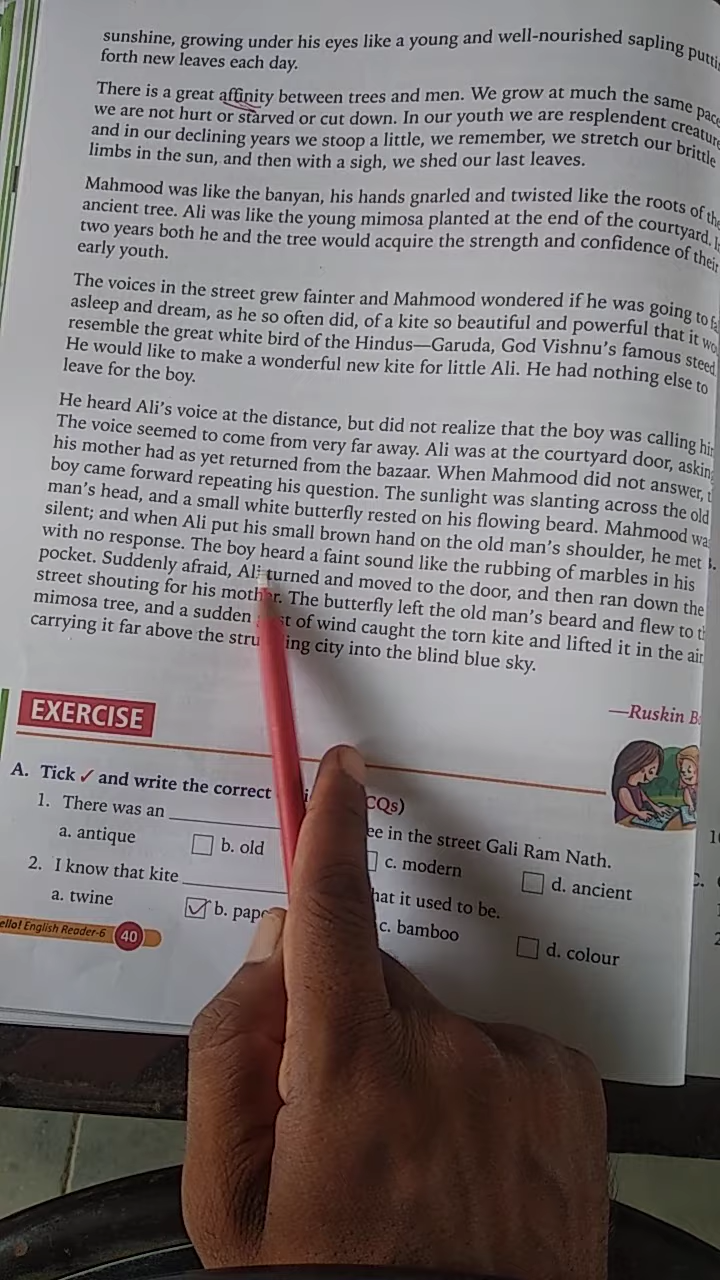 sunshine, growing under his eyes like a young and well-nourished sapling
forth new leaves each day.
There is a great affinity between trees and men. We grow at much the same pace
we are not hurt or starved or cut down. In our youth we are resplendent
and in our declining years we stoop a little, we remember, we stretch our brittle
limbs in the sun, and then with a sigh, we shed our last leaves.
Mahmood was like the banyan, his hands gnarled and twisted like the roots of
ancient tree. Ali was like the young mimosa planted at the end of the courtyard.
two years both he and the tree would acquire the strength and confidence of their
early youth.
The voices in the street grew fainter and Mahmood wondered if he was going to
asleep and dream, as he so often did, of a kite so beautiful and powerful that it
resemble the great white bird of the Hindus—Garuda, God Vishnu's famous steed
He would like to make a wonderful new kite for little Ali. He had nothing else to
leave for the boy.
He heard Ali's voice at the distance, but did not realize that the boy was calling
The voice seemed to come from very far away. Ali was at the courtyard door,
his mother had as yet returned from the bazaar. When Mahmood did not answer,
boy came forward repeating his question. The sunlight was slanting across the old
man's head, and a small white butterfly rested on his flowing beard. Mahmood
silent; and when Ali put his small brown hand on the old man's shoulder, he met
with no response. The boy heard a faint sound like the rubbing of marbles in his
pocket. Suddenly afraid, Ali turned and moved to the door, and then ran down the
street shouting for his mother. The butterfly left the old man's beard and flew to
mimosa tree, and a sudden of wind caught the torn kite and lifted it in the air
carrying it far above the city into the blind blue sky.
—Ruskin
EXERCISE
A. Tick ✓ and write the correct (MCQs)
1. There was an ____ in the street Gali Ram Nath.
a. antique b. old c. modern d. ancient
2. I know that kite ____ what it used to be.
a. twine b. paper c. bamboo d. colour
Hello! English Reader-6 40